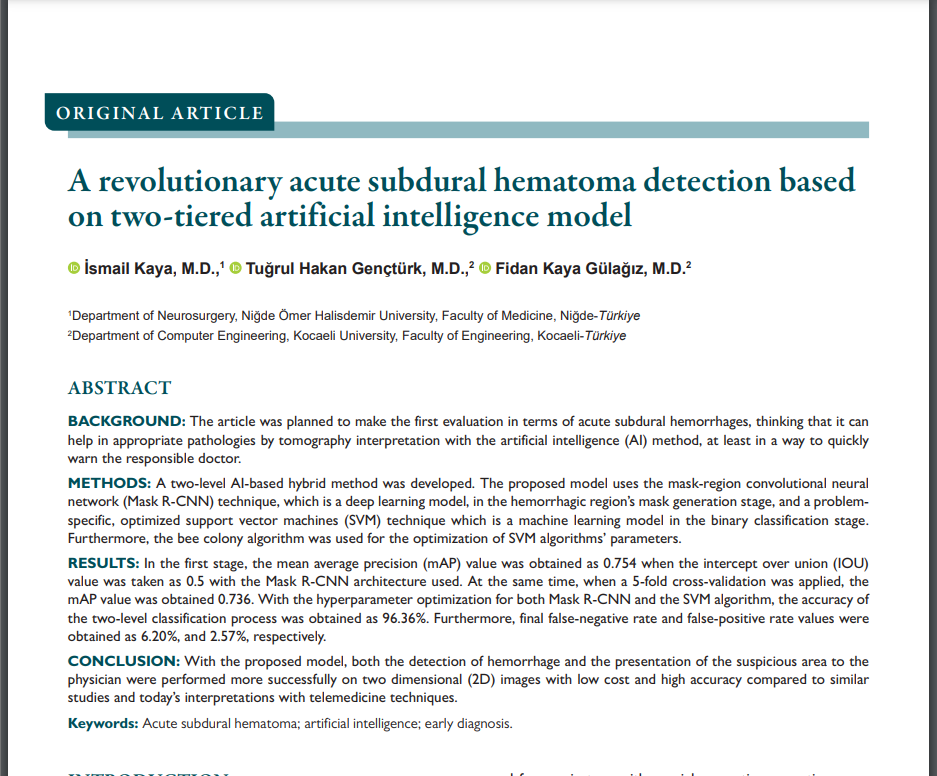 ORIGINAL ARTICLE
A revolutionary acute subdural hematoma detection based
on two-tiered artificial intelligence model
iD İsmail Kaya, M.D.,1 iD Tuğrul Hakan Gençtürk, M.D.,2 iD Fidan Kaya Gülağız, M.D.2
1Department of Neurosurgery, Niğde Ömer Halisdemir University, Faculty of Medicine, Niğde-Türkiye
2Department of Computer Engineering, Kocaeli University, Faculty of Engineering, Kocaeli-Türkiye
ABSTRACT
BACKGROUND: The article was planned to make the first evaluation in terms of acute subdural hemorrhages, thinking that it can
help in appropriate pathologies by tomography interpretation with the artificial intelligence (AI) method, at least in a way to quickly
warn the responsible doctor.
METHODS: A two-level AI-based hybrid method was developed. The proposed model uses the mask-region convolutional neural
network (Mask R-CNN) technique, which is a deep learning model, in the hemorrhagic region's mask generation stage, and a problem-
specific, optimized support vector machines (SVM) technique which is a machine learning model in the binary classification stage.
Furthermore, the bee colony algorithm was used for the optimization of SVM algorithms' parameters.
RESULTS: In the first stage, the mean average precision (mAP) value was obtained as 0.754 when the intercept over union (IOU)
value was taken as 0.5 with the Mask R-CNN architecture used. At the same time, when a 5-fold cross-validation was applied, the
mAP value was obtained 0.736. With the hyperparameter optimization for both Mask R-CNN and the SVM algorithm, the accuracy of
the two-level classification process was obtained as 96.36%. Furthermore, final false-negative rate and false-positive rate values were
obtained as 6.20%, and 2.57%, respectively.
CONCLUSION: With the proposed model, both the detection of hemorrhage and the presentation of the suspicious area to the
physician were performed more successfully on two dimensional (2D) images with low cost and high accuracy compared to similar
studies and today's interpretations with telemedicine techniques.
Keywords: Acute subdural hematoma; artificial intelligence; early diagnosis.